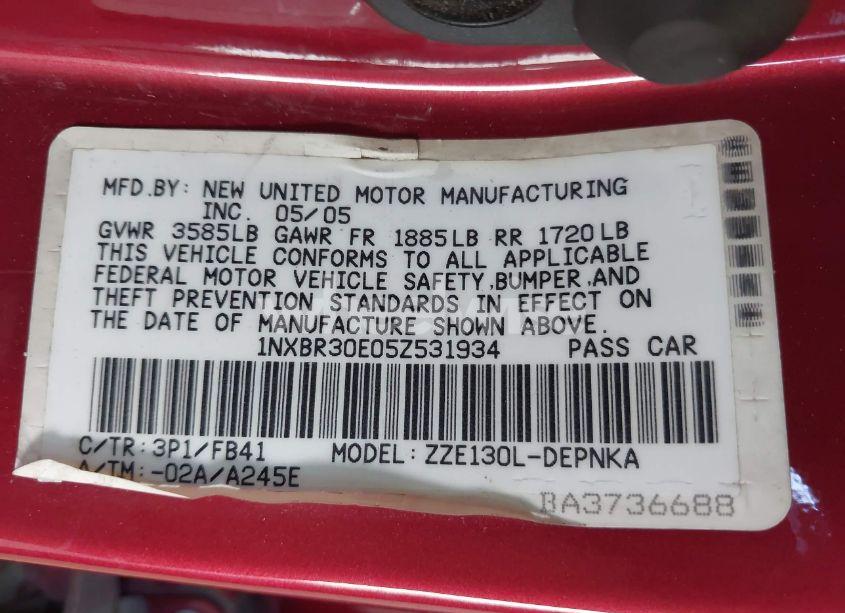 MFD.BY: NEW UNITED MOTOR MANUFACTURING
INC. 05/05
GVWR 3585LB GAWR FR 1885LB RR 1720LB
THIS VEHICLE CONFORMS TO ALL APPLICABLE
FEDERAL MOTOR VEHICLE SAFETY,BUMPER,AND
THEFT PREVENTION STANDARDS IN EFFECT ON
THE DATE OF MANUFACTURE SHOWN ABOVE.
1NXBR30E05Z531934 PASS CAR
C/TR:3P1/FB41 MODEL:ZZE130L-DEPNKA
A/TM:-02A/A245E
BA3736688